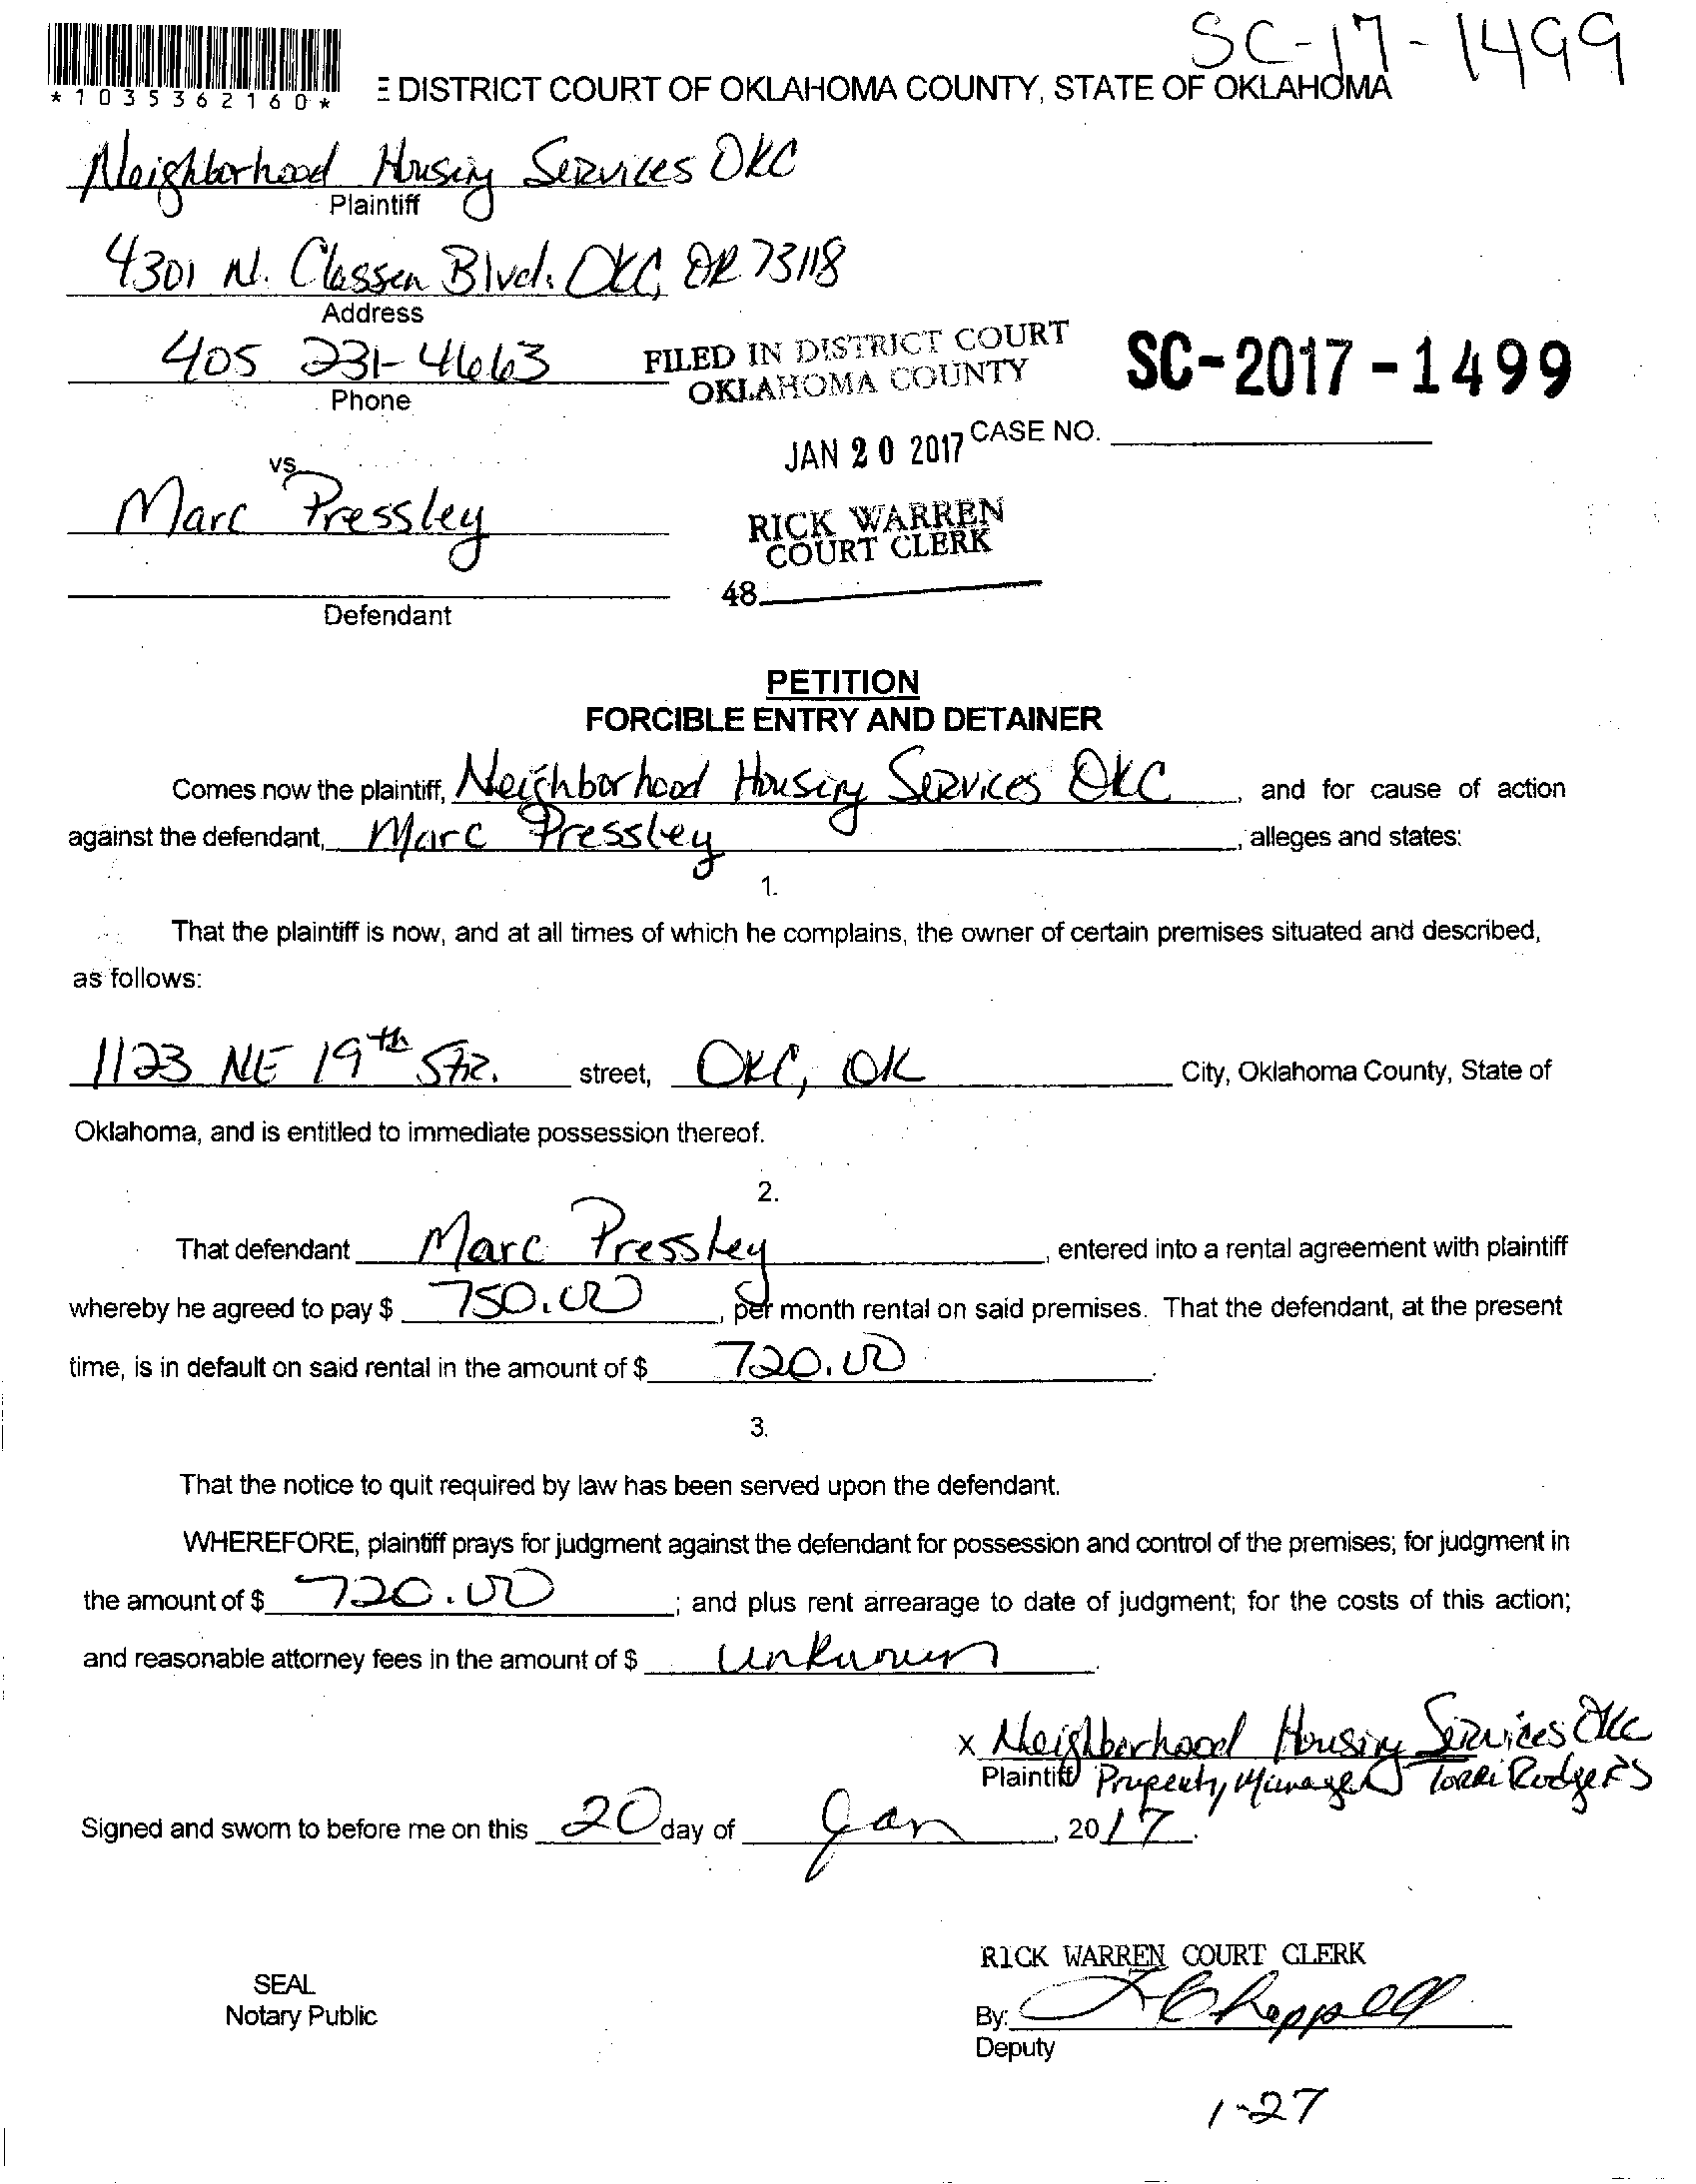 SC-17-1499
*1035362160*
E DISTRICT COURT OF OKLAHOMA COUNTY, STATE OF OKLAHOMA
Neighborhood Housing Services OKC
Plaintiff
4301 N. Classen Blvd. OKC, OK 73118
Address
405 231-4663
Phone
FILED IN DISTRICT COURT
OKLAHOMA COUNTY
SC-2017-1499
JAN 20 2017 CASE NO.
vs
Marc Pressley
RICK WARREN
COURT CLERK
48
Defendant
PETITION
FORCIBLE ENTRY AND DETAINER
Comes now the plaintiff, Neighborhood Housing Services OKC, and for cause of action
against the defendant, Marc Pressley, alleges and states:
1.
That the plaintiff is now, and at all times of which he complains, the owner of certain premises situated and described,
as follows:
1123 NE 19th Str. street, OKC, OK City, Oklahoma County, State of
Oklahoma, and is entitled to immediate possession thereof.
2.
That defendant Marc Pressley, entered into a rental agreement with plaintiff
whereby he agreed to pay $ 750.00, per month rental on said premises. That the defendant, at the present
time, is in default on said rental in the amount of $ 720.00.
3.
That the notice to quit required by law has been served upon the defendant.
WHEREFORE, plaintiff prays for judgment against the defendant for possession and control of the premises; for judgment in
the amount of $ 720.00; and plus rent arrearage to date of judgment; for the costs of this action;
and reasonable attorney fees in the amount of $ unknown.
x Neighborhood Housing Services OKC
Plaintiff Property Manager Torri Rodgers
Signed and sworn to before me on this 20 day of Jan, 2017.
RICK WARREN COURT CLERK
SEAL
Notary Public
By: Chappell
Deputy
1-27